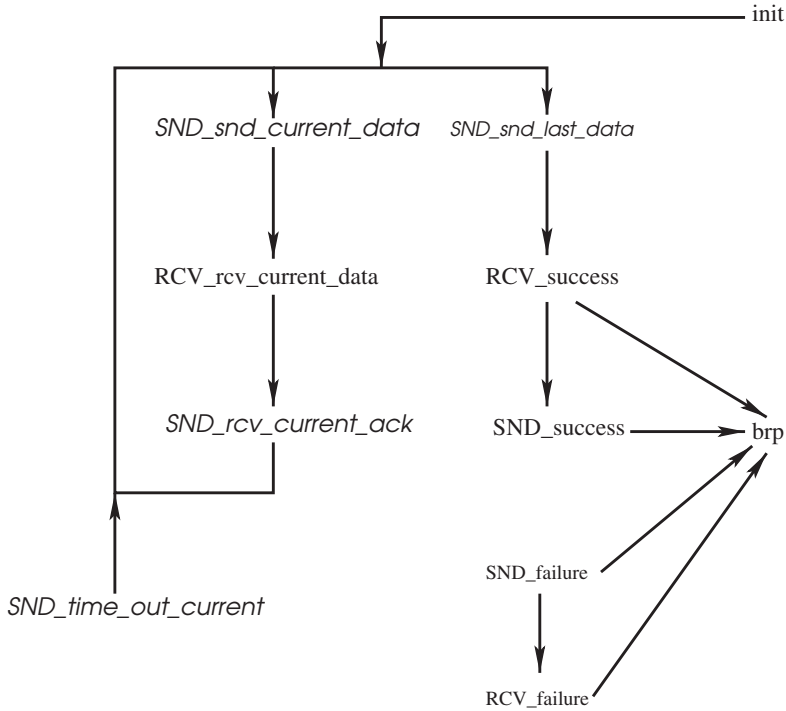 init
SND_snd_current_data
SND_snd_last_data
RCV_rcv_current_data
RCV_success
SND_rcv_current_ack
SND_success
brp
SND_failure
SND_time_out_current
RCV_failure